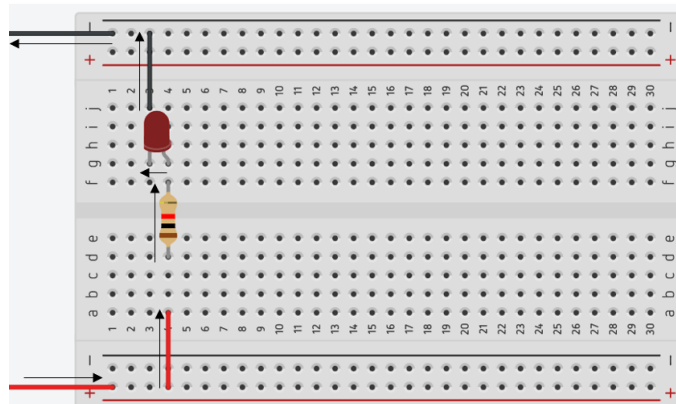 − −
+ +
1 2 4 5 6 7 8 9 10 11 12 13 14 15 16 17 18 19 20 21 22 23 24 25 26 27 28 29 30
j j
i i
h h
g g
f f
e e
d d
c c
b b
a a
1 2 3 5 6 7 8 9 10 11 12 13 14 15 16 17 18 19 20 21 22 23 24 25 26 27 28 29 30
− −
+ +